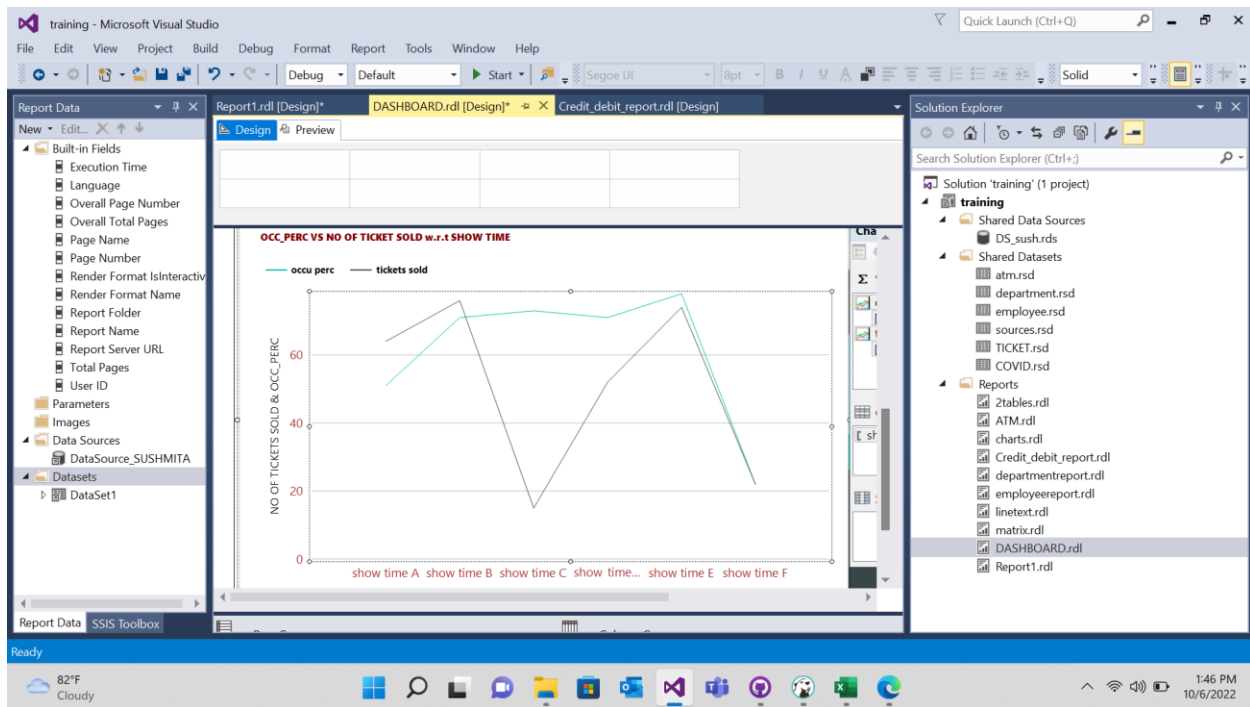 training - Microsoft Visual Studio
Quick Launch (Ctrl+Q)
File Edit View Project Build Debug Format Report Tools Window Help
Debug Default Start Segoe UI 8pt B I U A Solid
Report Data
New Edit...
Built-in Fields
Execution Time
Language
Overall Page Number
Overall Total Pages
Page Name
Page Number
Render Format IsInteractiv
Render Format Name
Report Folder
Report Name
Report Server URL
Total Pages
User ID
Parameters
Images
Data Sources
DataSource_SUSHMITA
Datasets
DataSet1
Report Data SSIS Toolbox
Report1.rdl [Design]* DASHBOARD.rdl [Design]* Credit_debit_report.rdl [Design]
Design Preview
OCC_PERC VS NO OF TICKET SOLD w.r.t SHOW TIME
occu perc tickets sold
NO OF TICKETS SOLD & OCC_PERC
60
40
20
0
show time A show time B show time C show time... show time E show time F
Cha
Σ
[ sh
Solution Explorer
Search Solution Explorer (Ctrl+;)
Solution 'training' (1 project)
training
Shared Data Sources
DS_sush.rds
Shared Datasets
atm.rsd
department.rsd
employee.rsd
sources.rsd
TICKET.rsd
COVID.rsd
Reports
2tables.rdl
ATM.rdl
charts.rdl
Credit_debit_report.rdl
departmentreport.rdl
employeereport.rdl
linetext.rdl
matrix.rdl
DASHBOARD.rdl
Report1.rdl
Ready
82°F
Cloudy
1:46 PM
10/6/2022